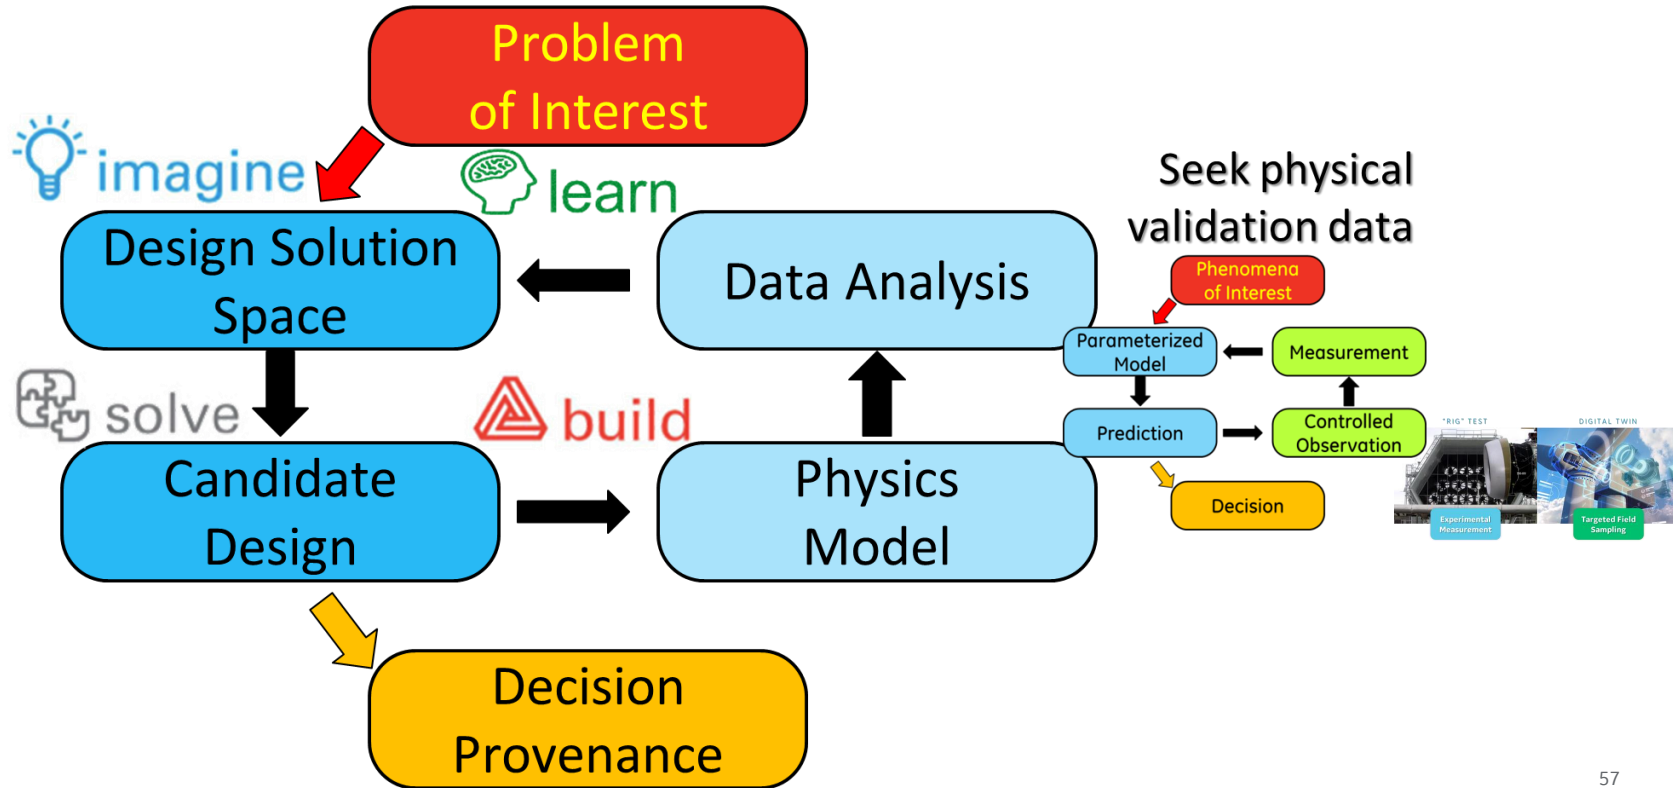 Problem
of Interest
imagine
learn
Design Solution
Space
Data Analysis
solve
build
Candidate
Design
Physics
Model
Decision
Provenance
Seek physical
validation data
Phenomena
of Interest
Parameterized
Model
Measurement
Prediction
Controlled
Observation
Decision
"RIG" TEST
DIGITAL TWIN
Experimental
Measurement
Targeted Field
Sampling
57